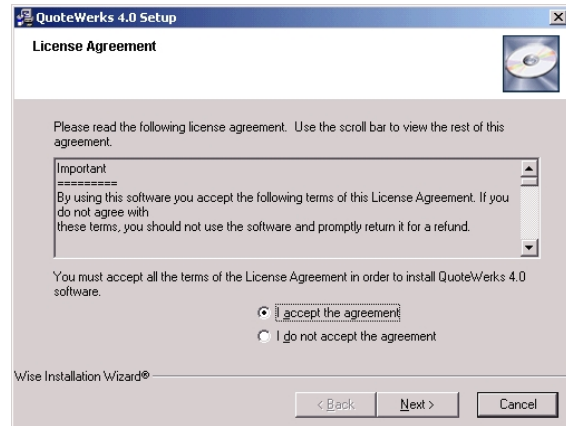 QuoteWerks 4.0 Setup
License Agreement
Please read the following license agreement. Use the scroll bar to view the rest of this
agreement.
Important
=========
By using this software you accept the following terms of this License Agreement. If you
do not agree with
these terms, you should not use the software and promptly return it for a refund.
You must accept all the terms of the License Agreement in order to install QuoteWerks 4.0
software.
I accept the agreement
I do not accept the agreement
Wise Installation Wizard®
< Back
Next >
Cancel